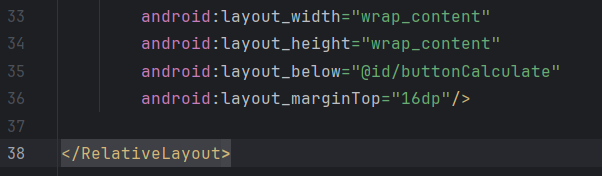 33 android:layout_width="wrap_content"
34 android:layout_height="wrap_content"
35 android:layout_below="@id/buttonCalculate"
36 android:layout_marginTop="16dp"/>
37
38 </RelativeLayout>